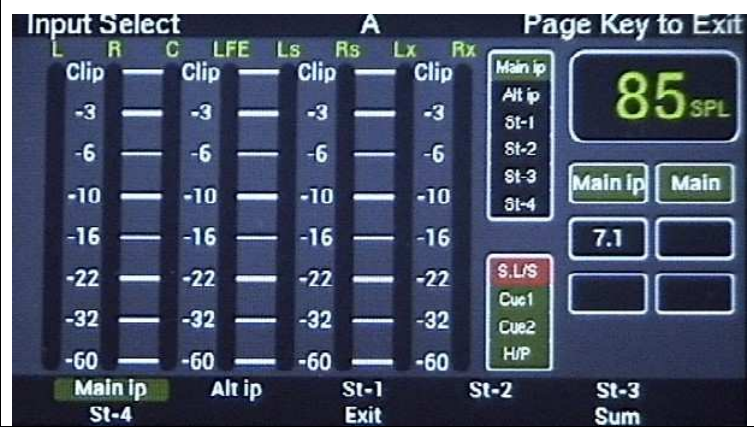 Input Select A Page Key to Exit
L R C LFE Ls Rs Lx Rx
Clip Clip Clip Clip
-3 -3 -3 -3
-6 -6 -6 -6
-10 -10 -10 -10
-16 -16 -16 -16
-22 -22 -22 -22
-32 -32 -32 -32
-60 -60 -60 -60
Main ip
Alt ip
St-1
St-2
St-3
St-4
S.L/S
Cue1
Cue2
H/P
85 SPL
Main ip Main
7.1
Main ip Alt ip St-1 St-2 St-3
St-4 Exit Sum